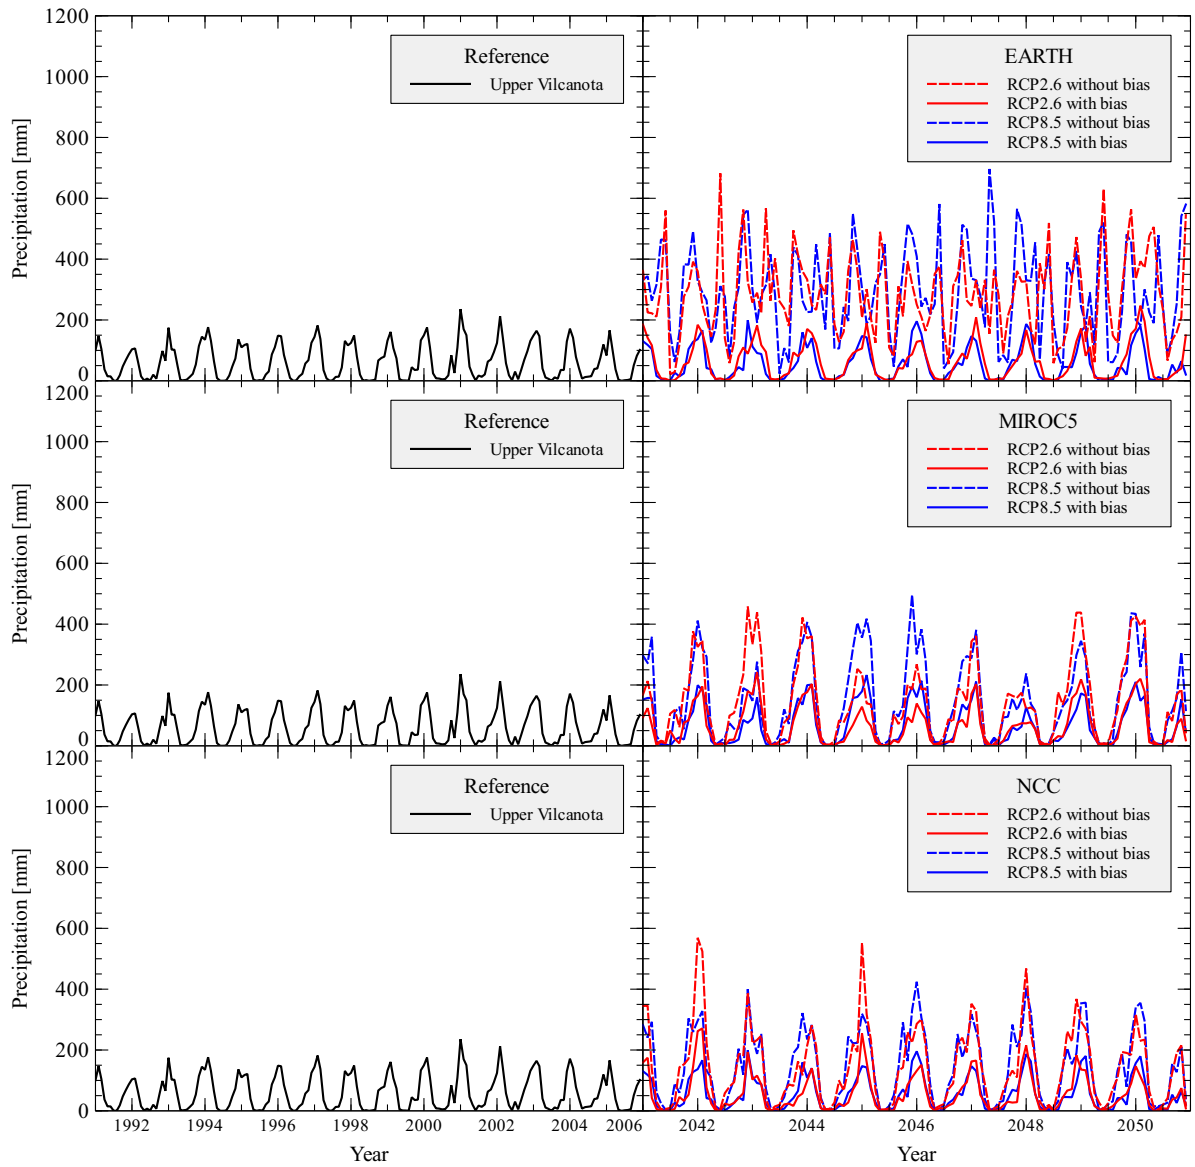 1200
1000
800
600
400
200
0
Precipitation [mm]
Reference
Upper Vilcanota
EARTH
RCP2.6 without bias
RCP2.6 with bias
RCP8.5 without bias
RCP8.5 with bias
1200
1000
800
600
400
200
0
Precipitation [mm]
Reference
Upper Vilcanota
MIROC5
RCP2.6 without bias
RCP2.6 with bias
RCP8.5 without bias
RCP8.5 with bias
1200
1000
800
600
400
200
0
Precipitation [mm]
Reference
Upper Vilcanota
NCC
RCP2.6 without bias
RCP2.6 with bias
RCP8.5 without bias
RCP8.5 with bias
1992 1994 1996 1998 2000 2002 2004 2006
2042 2044 2046 2048 2050
Year
Year